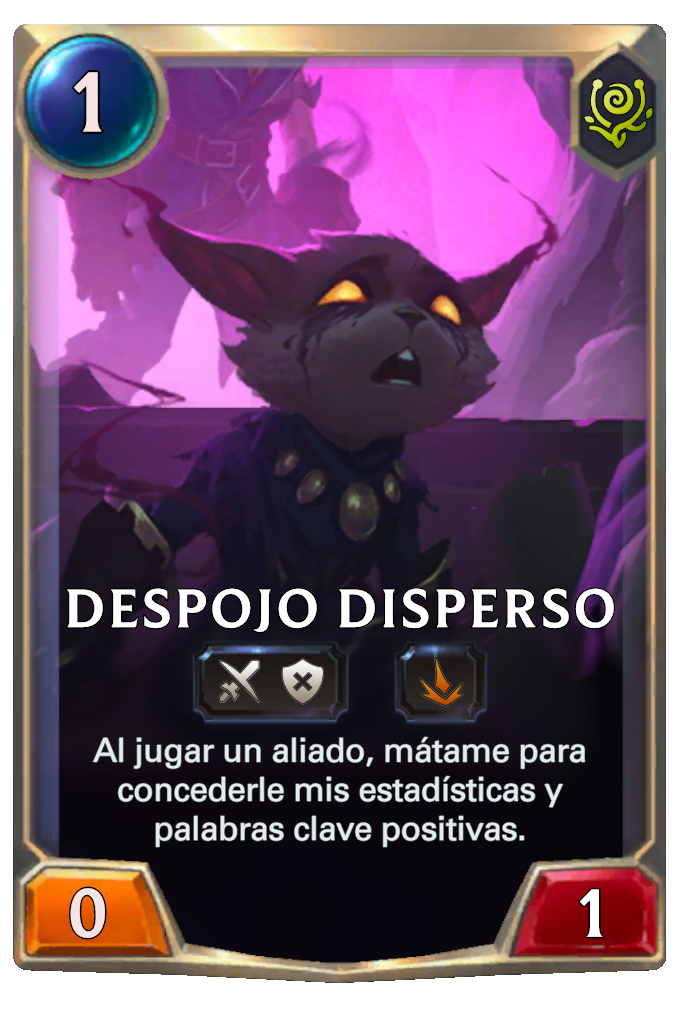 1
DESPOJO DISPERSO
Al jugar un aliado, mátame para
concederle mis estadísticas y
palabras clave positivas.
0
1